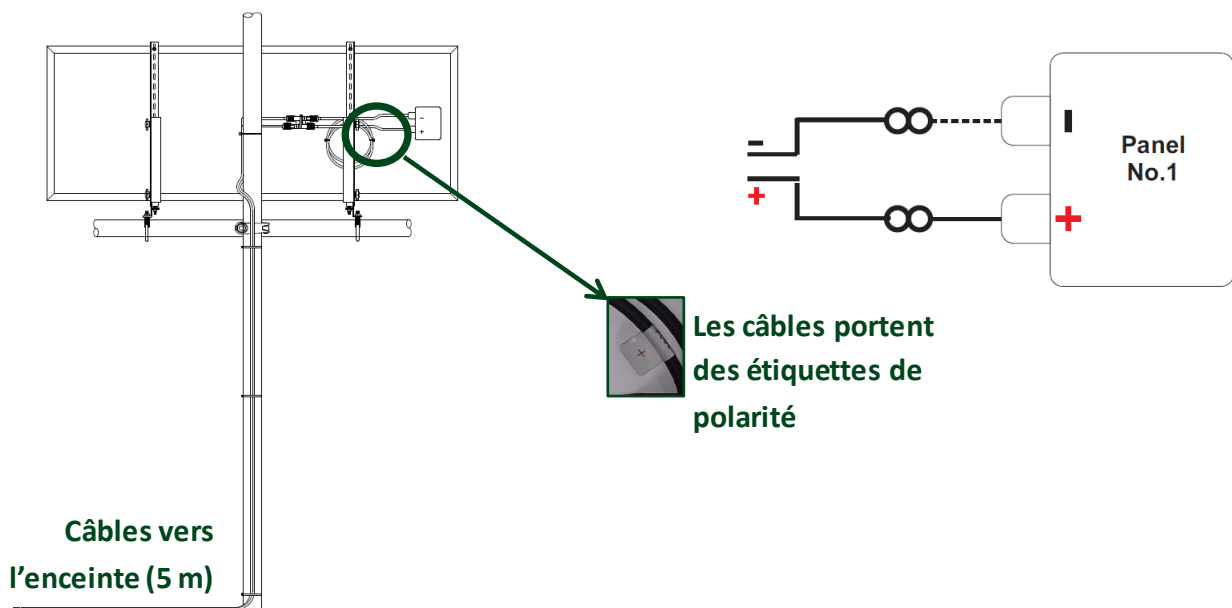 -
+
-
+
-
+
Panel
No.1
+
Les câbles portent
des étiquettes de
polarité
Câbles vers
l’enceinte (5 m)